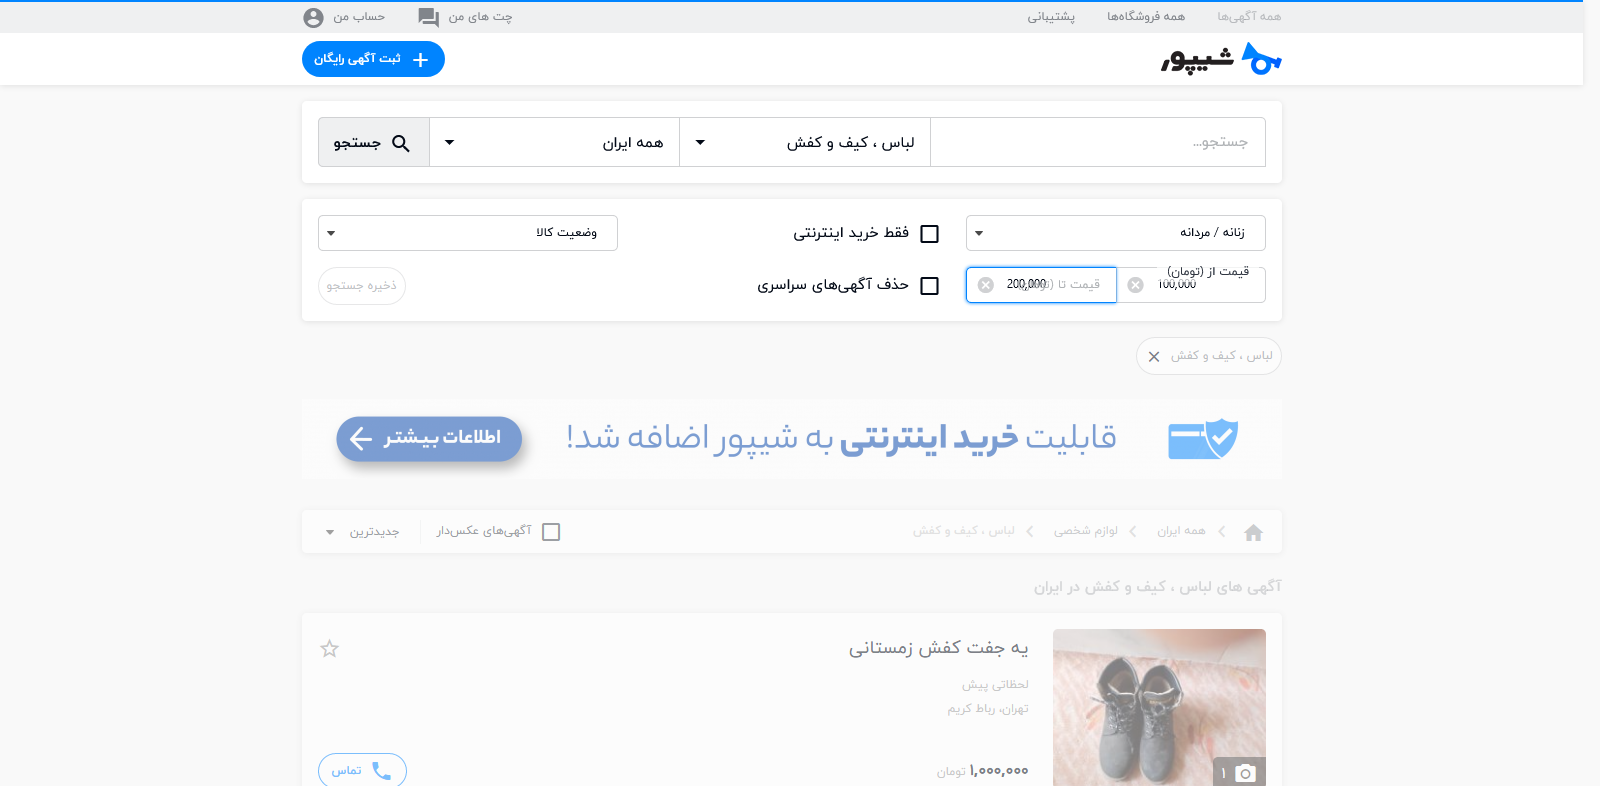 همه آگهی‌ها
همه فروشگاه‌ها
پشتیبانی
چت های من
حساب من
شیپور
ثبت آگهی رایگان
جستجو...
لباس ، کیف و کفش
همه ایران
جستجو
زنانه / مردانه
فقط خرید اینترنتی
وضعیت کالا
قیمت از (تومان)
100,000
قیمت تا (تومان)
200,000
حذف آگهی‌های سراسری
ذخیره جستجو
لباس ، کیف و کفش
قابلیت خرید اینترنتی به شیپور اضافه شد!
اطلاعات بیشتر
همه ایران
لوازم شخصی
لباس ، کیف و کفش
آگهی‌های عکس‌دار
جدیدترین
آگهی های لباس ، کیف و کفش در ایران
یه جفت کفش زمستانی
لحظاتی پیش
تهران، رباط کریم
۱,۰۰۰,۰۰۰ تومان
تماس
۱